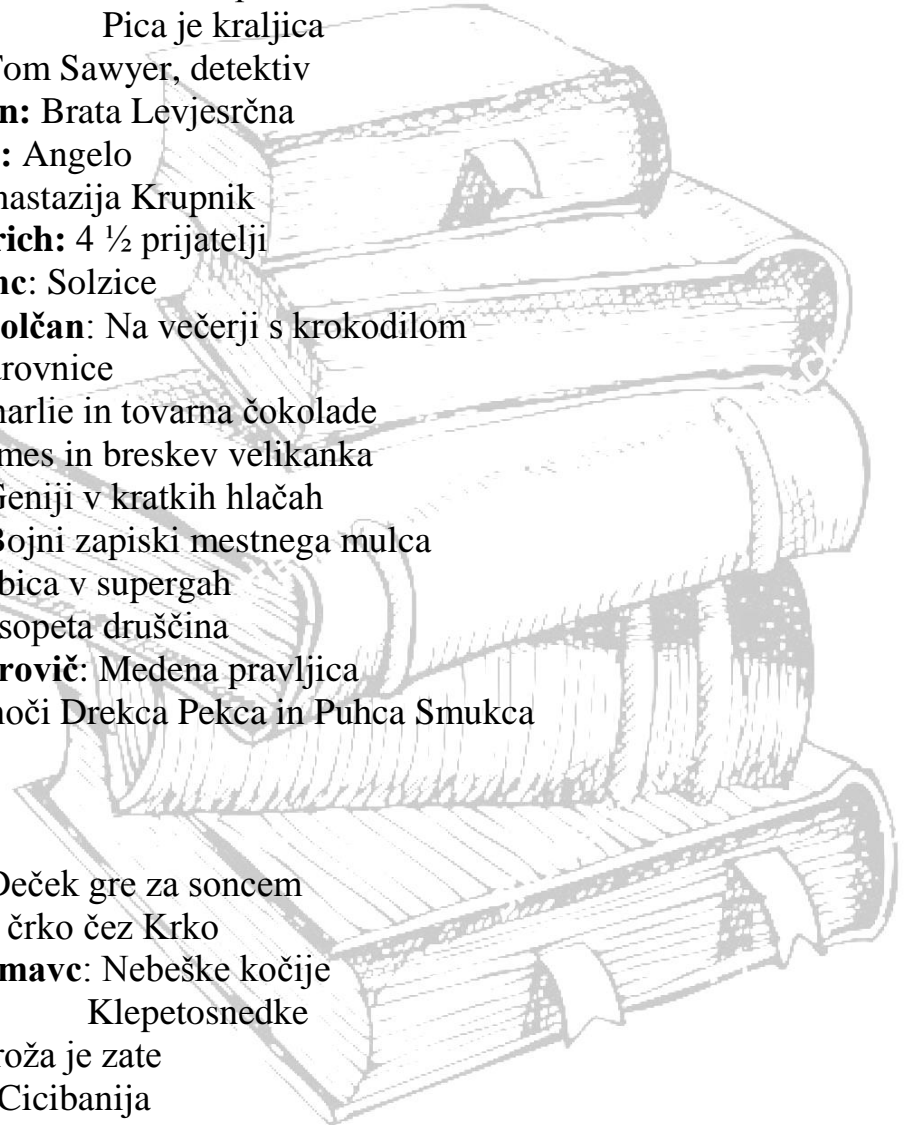 Pica je kraljica
Tom Sawyer, detektiv
n: Brata Levjesrčna
: Angelo
nastazija Krupnik
rich: 4 ½ prijatelji
nc: Solzice
olčan: Na večerji s krokodilom
arovnice
harlie in tovarna čokolade
mes in breskev velikanka
Geniji v kratkih hlačah
Bojni zapiski mestnega mulca
bica v supergah
sopeta druščina
rovič: Medena pravljica
noči Drekca Pekca in Puhca Smukca
Deček gre za soncem
črko čez Krko
mavc: Nebeške kočije
Klepetosnedke
roža je zate
Cicibanija